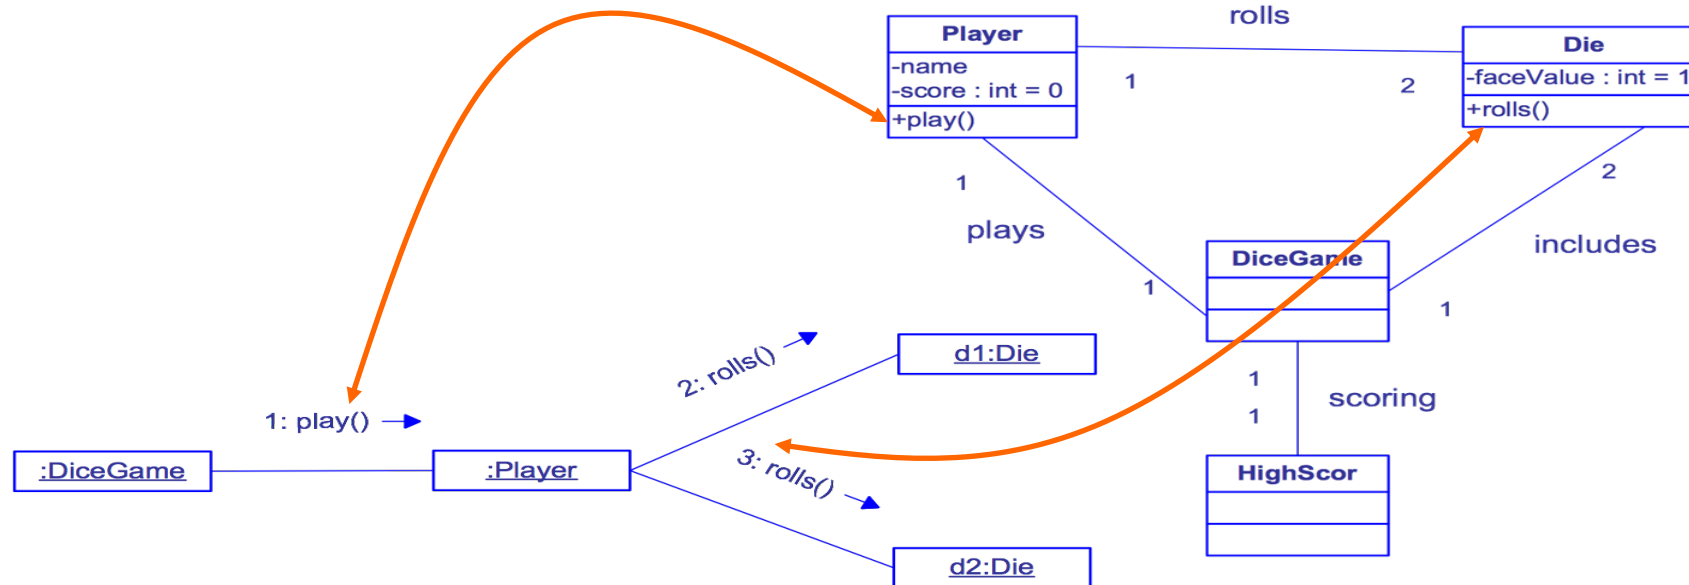 rolls
Player
-name
-score : int = 0
+play()
1
2
Die
-faceValue : int = 1
+rolls()
1
plays
1
2
includes
1
DiceGame
1
scoring
1
HighScor
1: play()
:DiceGame
:Player
2: rolls()
d1:Die
3: rolls()
d2:Die